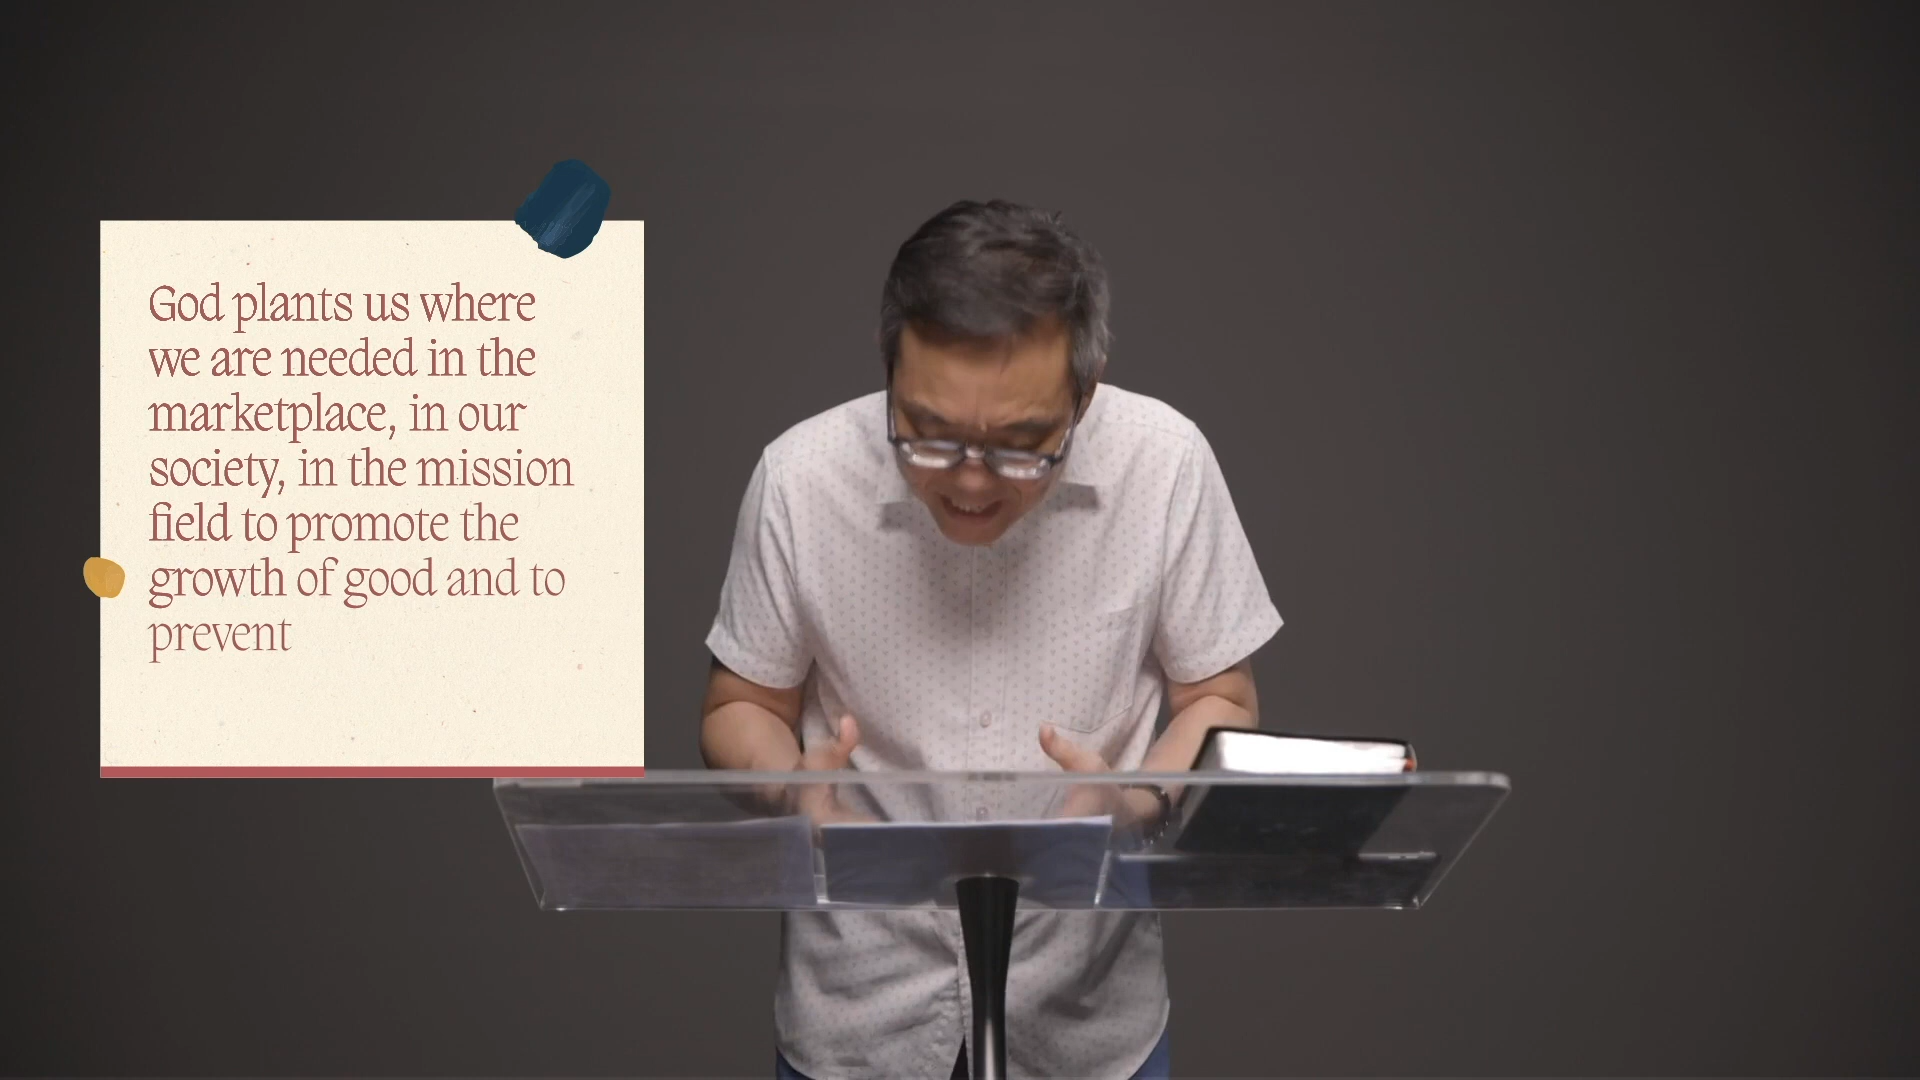 God plants us where
we are needed in the
marketplace, in our
society, in the mission
field to promote the
growth of good and to
prevent